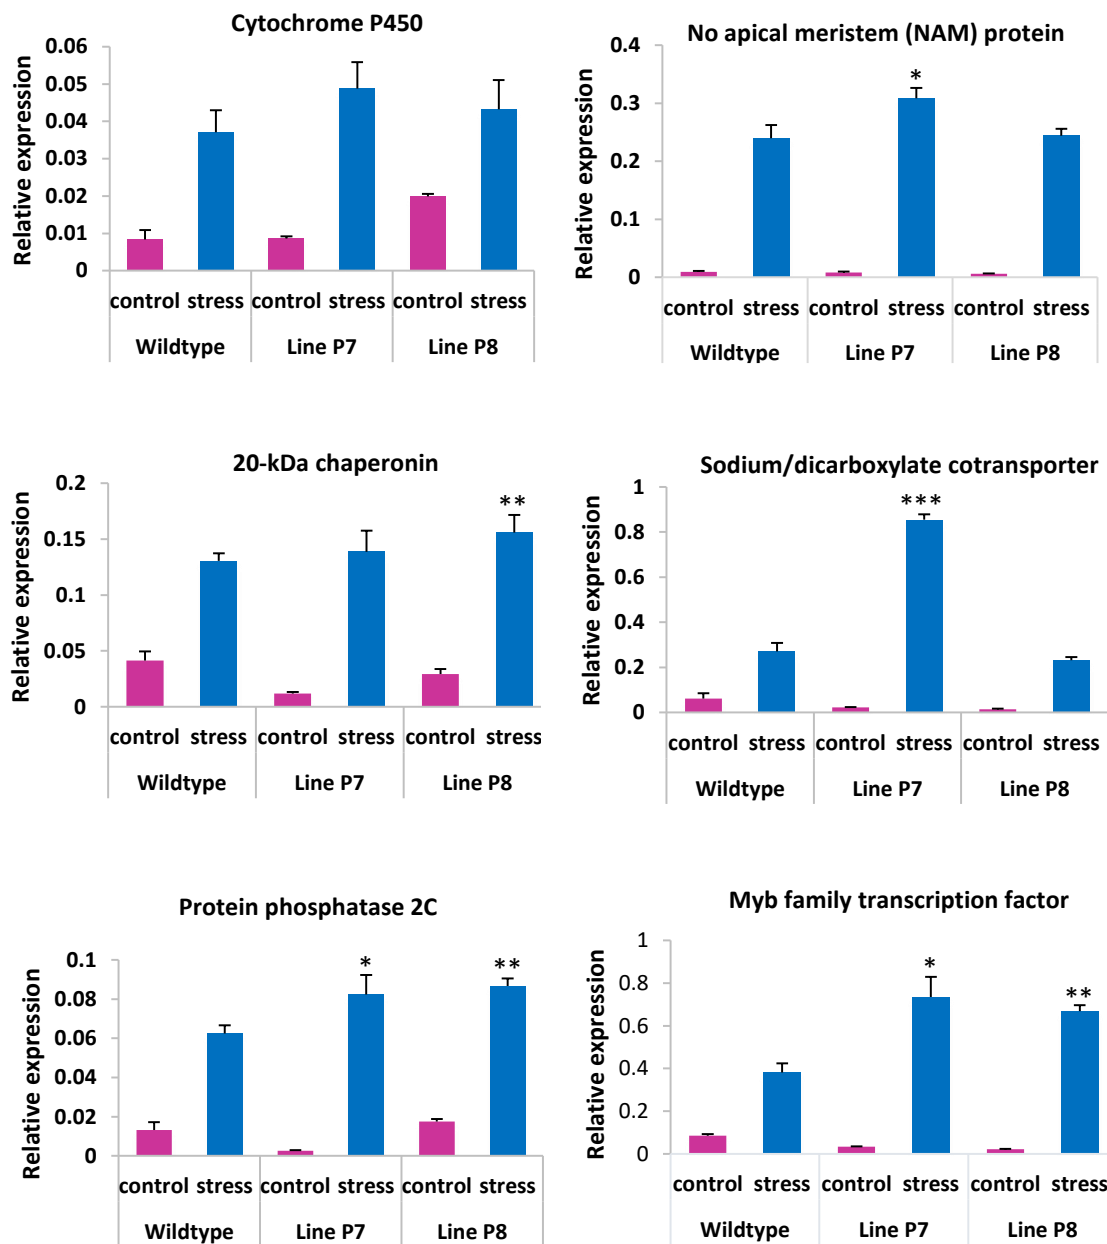 Cytochrome P450
Relative expression
0.06
0.05
0.04
0.03
0.02
0.01
0
control stress control stress control stress
Wildtype Line P7 Line P8
No apical meristem (NAM) protein
Relative expression
0.4
0.3
0.2
0.1
0
*
control stress control stress control stress
Wildtype Line P7 Line P8
20-kDa chaperonin
Relative expression
0.2
0.15
0.1
0.05
0
**
control stress control stress control stress
Wildtype Line P7 Line P8
Sodium/dicarboxylate cotransporter
Relative expression
1
0.8
0.6
0.4
0.2
0
***
control stress control stress control stress
Wildtype Line P7 Line P8
Protein phosphatase 2C
Relative expression
0.1
0.08
0.06
0.04
0.02
0
* **
control stress control stress control stress
Wildtype Line P7 Line P8
Myb family transcription factor
Relative expression
1
0.8
0.6
0.4
0.2
0
* **
control stress control stress control stress
Wildtype Line P7 Line P8